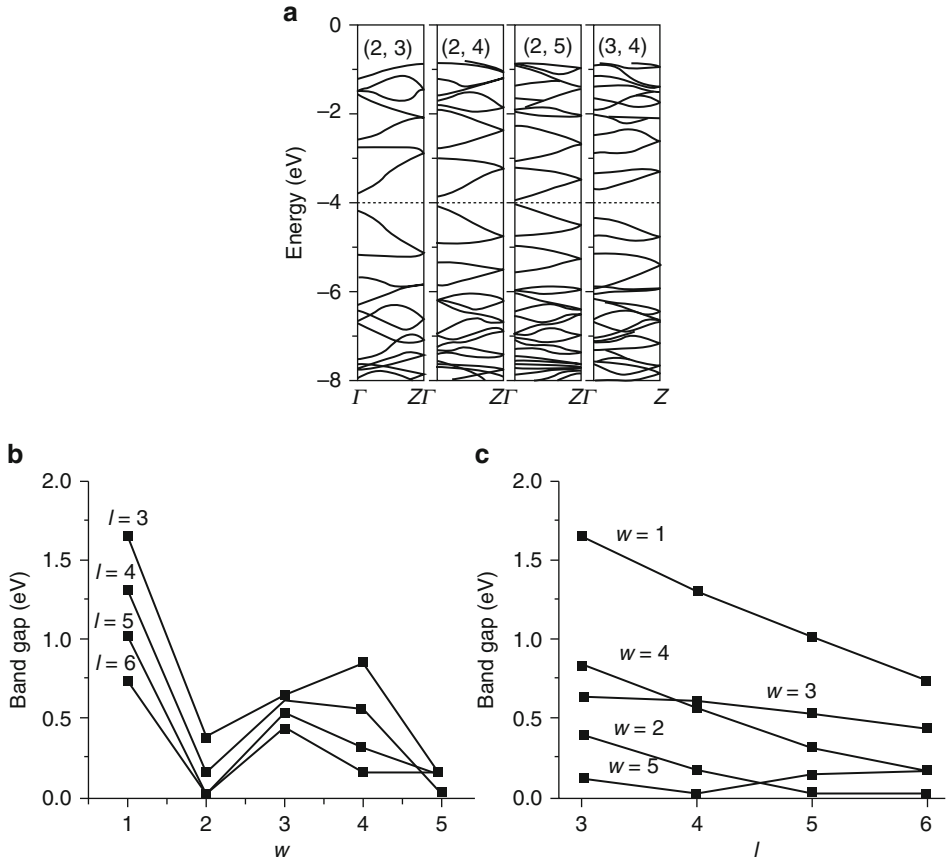 a
0
−2
−4
−6
−8
Energy (eV)
(2, 3)
(2, 4)
(2, 5)
(3, 4)
Γ
ZΓ
ZΓ
ZΓ
Z
b
2.0
1.5
1.0
0.5
0.0
Band gap (eV)
l = 3
l = 4
l = 5
l = 6
1 2 3 4 5
w
c
2.0
1.5
1.0
0.5
0.0
Band gap (eV)
w = 1
w = 4
w = 3
w = 2
w = 5
3 4 5 6
l